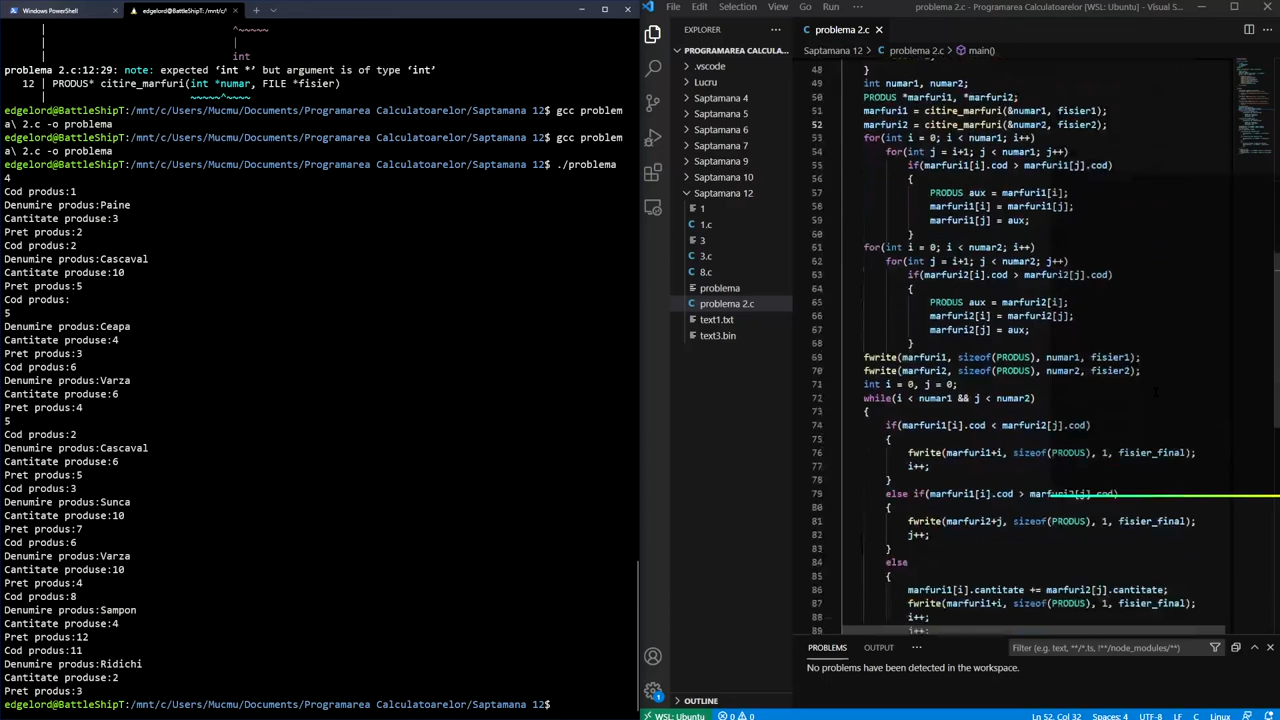 Windows PowerShell
edgelord@BattleShipT: /mnt/c/
^~~~~~
|
int
problema 2.c:12:29: note: expected ‘int *’ but argument is of type ‘int’
12 | PRODUS* citire_marfuri(int *numar, FILE *fisier)
~~~~~^~~~~
edgelord@BattleShipT:/mnt/c/Users/Mucmu/Documents/Programarea Calculatoarelor/Saptamana 12$ gcc problem
a\ 2.c -o problema
edgelord@BattleShipT:/mnt/c/Users/Mucmu/Documents/Programarea Calculatoarelor/Saptamana 12$ gcc problem
a\ 2.c -o problema
edgelord@BattleShipT:/mnt/c/Users/Mucmu/Documents/Programarea Calculatoarelor/Saptamana 12$ ./problema
4
Cod produs:1
Denumire produs:Paine
Cantitate produse:3
Pret produs:2
Cod produs:2
Denumire produs:Cascaval
Cantitate produse:10
Pret produs:5
Cod produs:
5
Denumire produs:Ceapa
Cantitate produse:4
Pret produs:3
Cod produs:6
Denumire produs:Varza
Cantitate produse:6
Pret produs:4
5
Cod produs:2
Denumire produs:Cascaval
Cantitate produse:6
Pret produs:5
Cod produs:3
Denumire produs:Sunca
Cantitate produse:10
Pret produs:7
Cod produs:6
Denumire produs:Varza
Cantitate produse:10
Pret produs:4
Cod produs:8
Denumire produs:Sampon
Cantitate produse:4
Pret produs:12
Cod produs:11
Denumire produs:Ridichi
Cantitate produse:2
Pret produs:3
edgelord@BattleShipT:/mnt/c/Users/Mucmu/Documents/Programarea Calculatoarelor/Saptamana 12$
File Edit Selection View Go Run problema 2.c - Programarea Calculatoarelor [WSL: Ubuntu] - Visual S...
EXPLORER
PROGRAMAREA CALCULA...
.vscode
Lucru
Saptamana 4
Saptamana 5
Saptamana 6
Saptamana 7
Saptamana 9
Saptamana 10
Saptamana 12
1
C 1.c
3
C 3.c
C 8.c
problema
C problema 2.c
text1.txt
text3.bin
OUTLINE
C problema 2.c
Saptamana 12 > C problema 2.c > main()
48 }
49 int numar1, numar2;
50 PRODUS *marfuri1, *marfuri2;
51 marfuri1 = citire_marfuri(&numar1, fisier1);
52 marfuri2 = citire_marfuri(&numar2, fisier2);
53 for(int i = 0; i < numar1; i++)
54 for(int j = i+1; j < numar1; j++)
55 if(marfuri1[i].cod > marfuri1[j].cod)
56 {
57 PRODUS aux = marfuri1[i];
58 marfuri1[i] = marfuri1[j];
59 marfuri1[j] = aux;
60 }
61 for(int i = 0; i < numar2; i++)
62 for(int j = i+1; j < numar2; j++)
63 if(marfuri2[i].cod > marfuri2[j].cod)
64 {
65 PRODUS aux = marfuri2[i];
66 marfuri2[i] = marfuri2[j];
67 marfuri2[j] = aux;
68 }
69 fwrite(marfuri1, sizeof(PRODUS), numar1, fisier1);
70 fwrite(marfuri2, sizeof(PRODUS), numar2, fisier2);
71 int i = 0, j = 0;
72 while(i < numar1 && j < numar2)
73 {
74 if(marfuri1[i].cod < marfuri2[j].cod)
75 {
76 fwrite(marfuri1+i, sizeof(PRODUS), 1, fisier_final);
77 i++;
78 }
79 else if(marfuri1[i].cod > marfuri2[j].cod)
80 {
81 fwrite(marfuri2+j, sizeof(PRODUS), 1, fisier_final);
82 j++;
83 }
84 else
85 {
86 marfuri1[i].cantitate += marfuri2[j].cantitate;
87 fwrite(marfuri1+i, sizeof(PRODUS), 1, fisier_final);
88 i++;
89 j++;
PROBLEMS OUTPUT ... Filter (e.g. text, **/*.ts, !**/node_modules/**)
No problems have been detected in the workspace.
WSL: Ubuntu 0 0 Ln 52, Col 32 Spaces: 4 UTF-8 LF C Linux